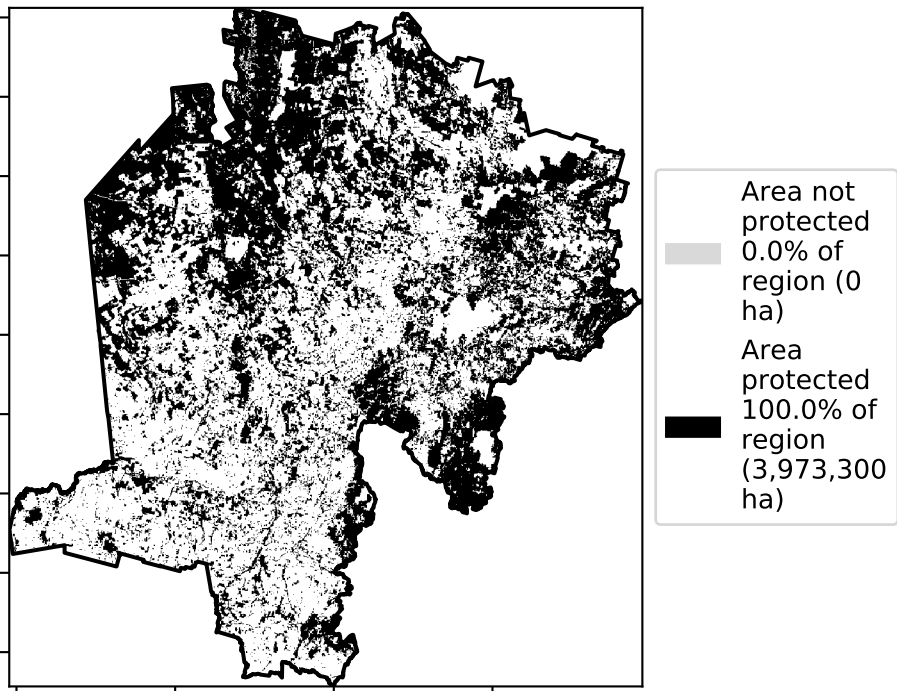 Area not
protected
0.0% of
region (0
ha)
Area
protected
100.0% of
region
(3,973,300
ha)